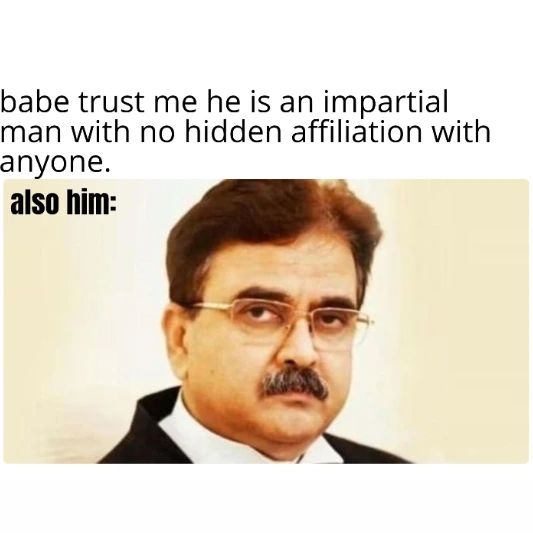 babe trust me he is an impartial
man with no hidden affiliation with
anyone.
also him: